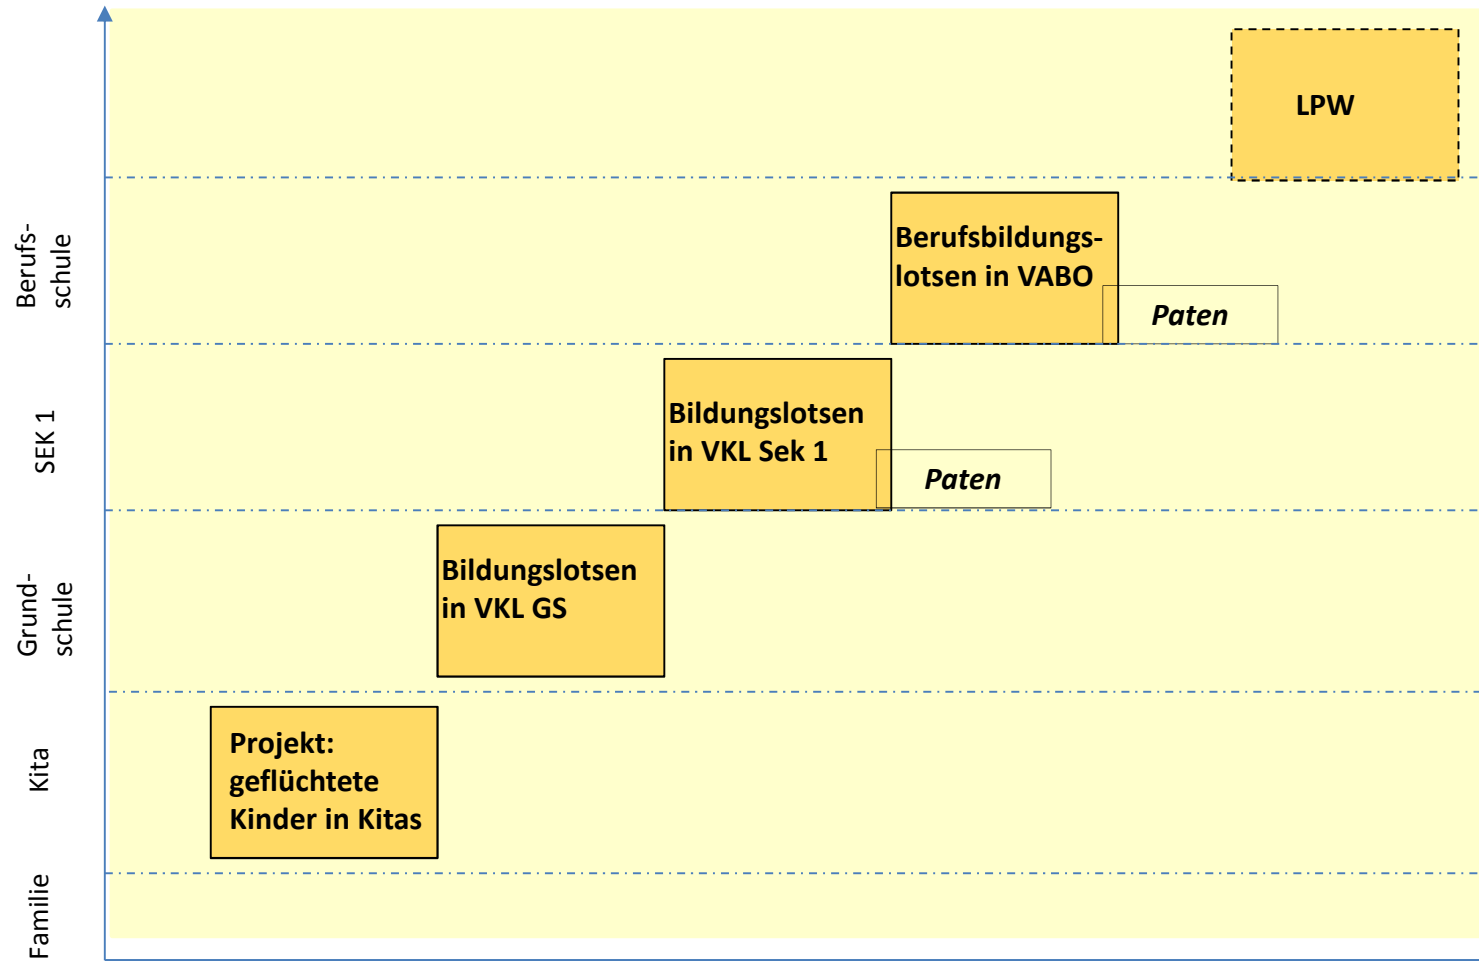 LPW
Berufs-
schule
Berufsbildungs-
lotsen in VABO
Paten
SEK 1
Bildungslotsen
in VKL Sek 1
Paten
Grund-
schule
Bildungslotsen
in VKL GS
Kita
Projekt:
geflüchtete
Kinder in Kitas
Familie